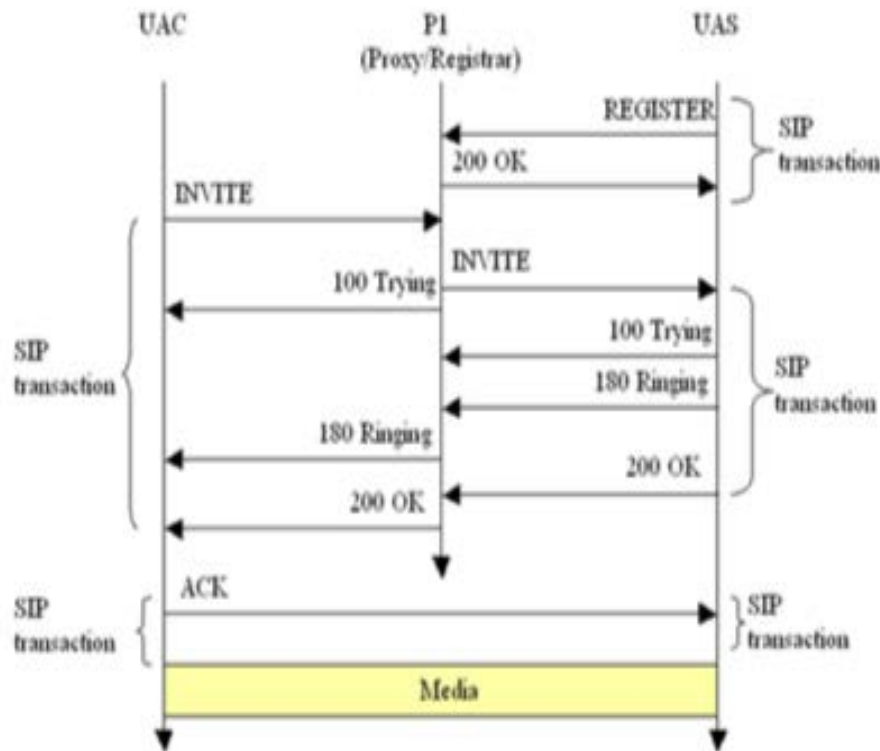 UAC
P1
UAS
(Proxy/Registrar)
REGISTER
SIP
transaction
200 OK
INVITE
INVITE
100 Trying
100 Trying
SIP
transaction
SIP
transaction
180 Ringing
180 Ringing
200 OK
200 OK
ACK
SIP
transaction
SIP
transaction
Media